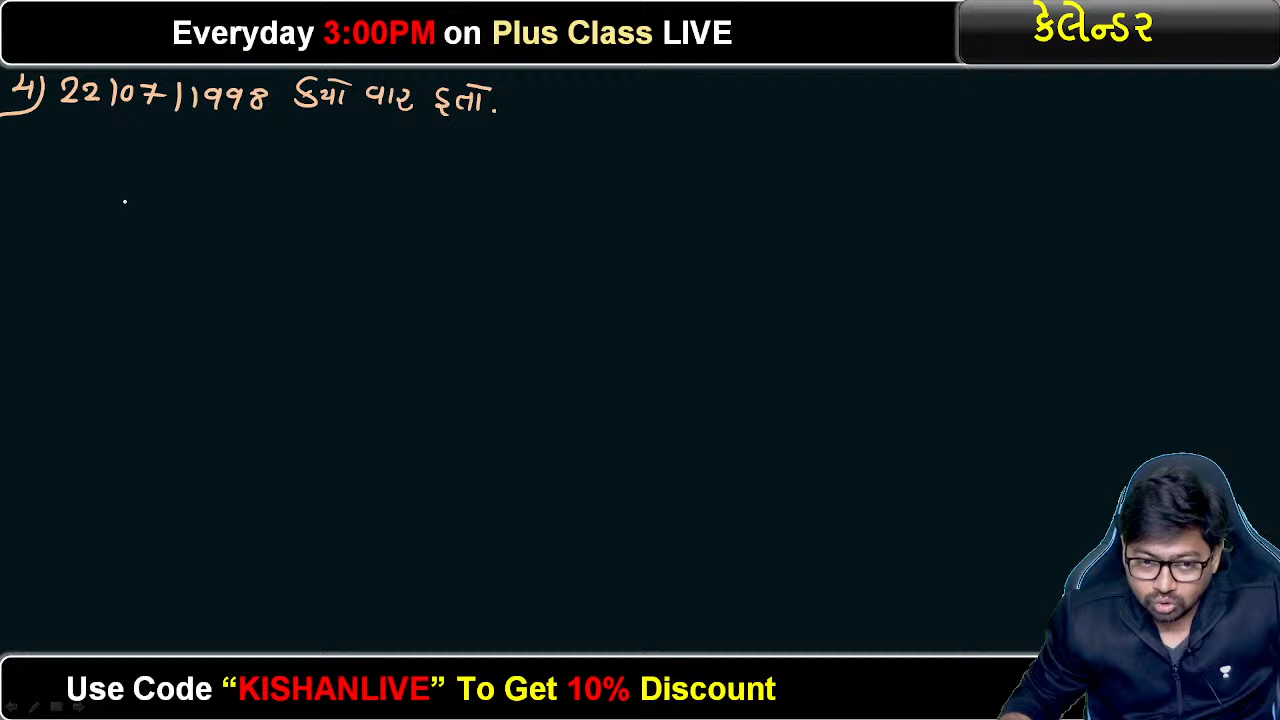 Everyday 3:00PM on Plus Class LIVE
કેલેન્ડર
4) 22/07/1998 કયો વાર હતો.
Use Code “KISHANLIVE” To Get 10% Discount